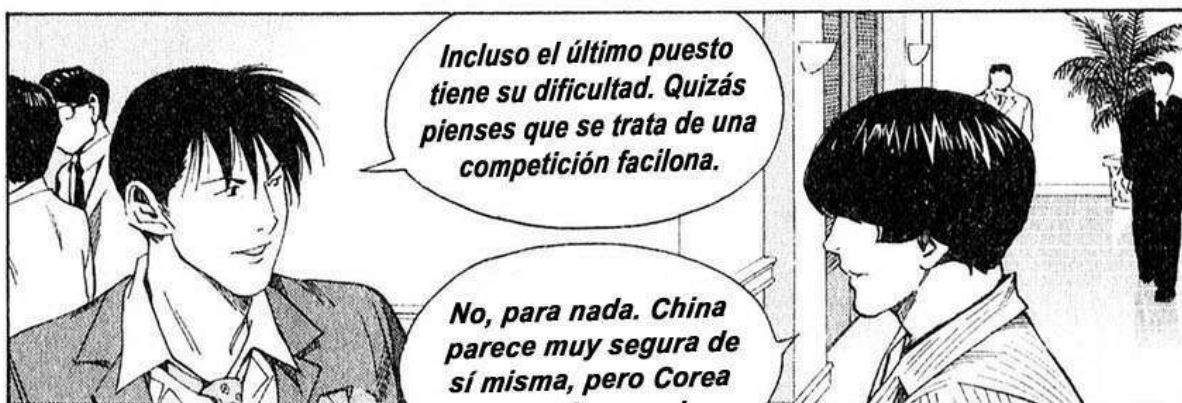 Incluso el último puesto
tiene su dificultad. Quizás
pienses que se trata de una
competición facilona.
No, para nada. China
parece muy segura de
sí misma, pero Corea